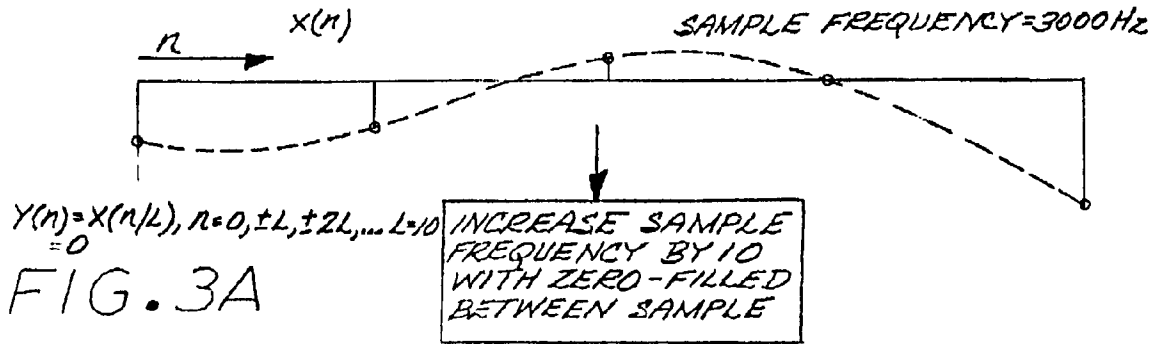 X(n)
SAMPLE FREQUENCY=3000Hz
n
Y(n)=X(n/L), n=0,±L,±2L,... L=10
=0
INCREASE SAMPLE
FREQUENCY BY 10
WITH ZERO-FILLED
BETWEEN SAMPLE
FIG. 3A